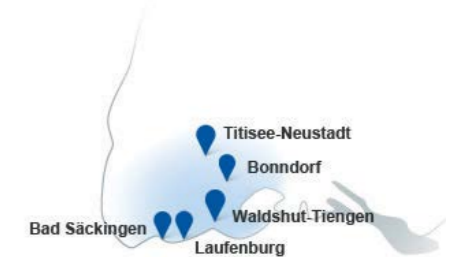 Titisee-Neustadt
Bonndorf
Waldshut-Tiengen
Bad Säckingen
Laufenburg